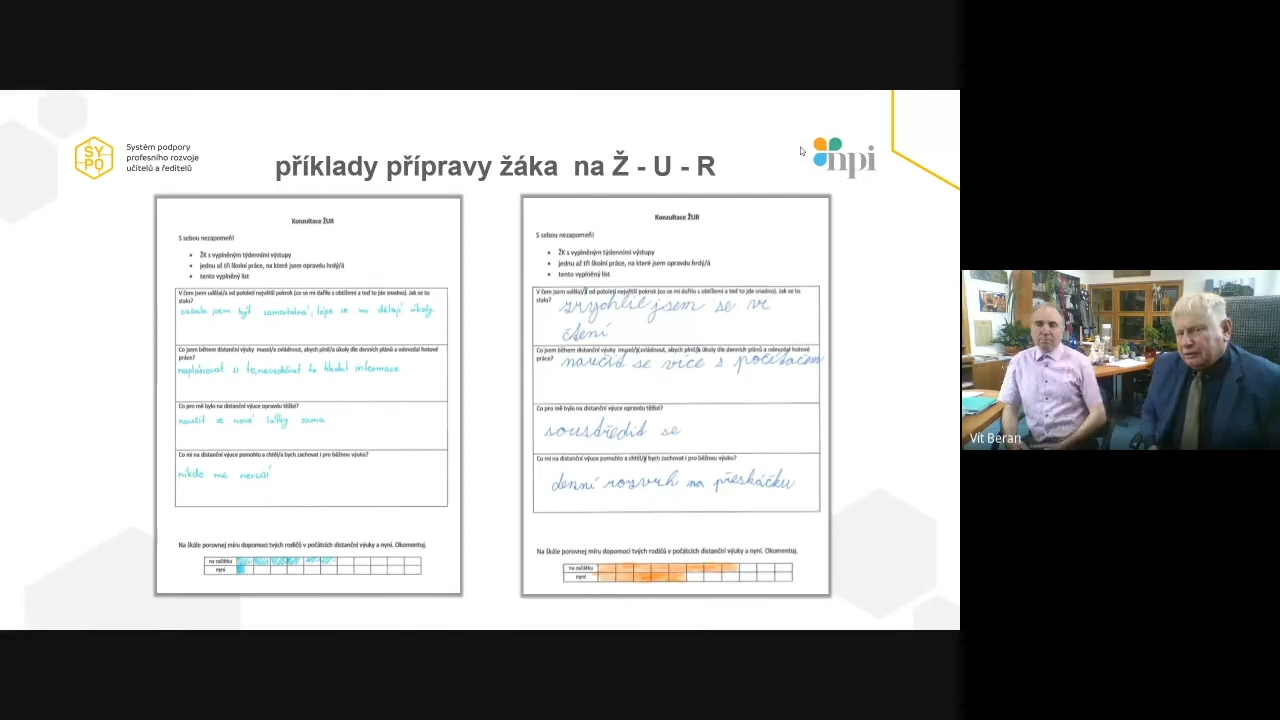 SYPO
Systém podpory
profesního rozvoje
učitelů a ředitelů
příklady přípravy žáka na Ž - U - R
npi
Konzultace ŽUR
S sebou nezapomeň!
ŽK s vyplněným týdenními výstupy
jednu až tři školní práce, na které jsem opravdu hrdý/á
tento vyplněný list
V čem jsem udělal/a od pololetí největší pokrok (co se mi dařilo s obtížemi a teď to jde snadno). Jak se to
stalo?
začala jsem být samostatná, lépe se mi dělají úkoly
Co jsem během distanční výuky musel/a zvládnout, abych plnil/a úkoly dle denních plánů a odevzdal hotové
práce?
naplánovat si to, nevzdávat to hledat informace
Co pro mě bylo na distanční výuce opravdu těžké?
naučit se nové látky sama
Co mi na distanční výuce pomohlo a chtěl/a bych zachovat i pro běžnou výuku?
nikdo mě neruší
Na škále porovnej míru dopomoci tvých rodičů v počátcích distanční výuky a nyní. Okomentuj.
na začátku
nyní
Konzultace ŽUR
S sebou nezapomeň!
ŽK s vyplněným týdenními výstupy
jednu až tři školní práce, na které jsem opravdu hrdý/á
tento vyplněný list
V čem jsem udělal/a od pololetí největší pokrok (co se mi dařilo s obtížemi a teď to jde snadno). Jak se to
stalo?
zrychlil jsem se ve
čtení
Co jsem během distanční výuky musel/a zvládnout, abych plnil/a úkoly dle denních plánů a odevzdal hotové
práce?
naučit se více s počítačem
Co pro mě bylo na distanční výuce opravdu těžké?
soustředit se
Co mi na distanční výuce pomohlo a chtěl/a bych zachovat i pro běžnou výuku?
denní rozvrh na přeskáčku
Na škále porovnej míru dopomoci tvých rodičů v počátcích distanční výuky a nyní. Okomentuj.
na začátku
nyní
Vít Beran